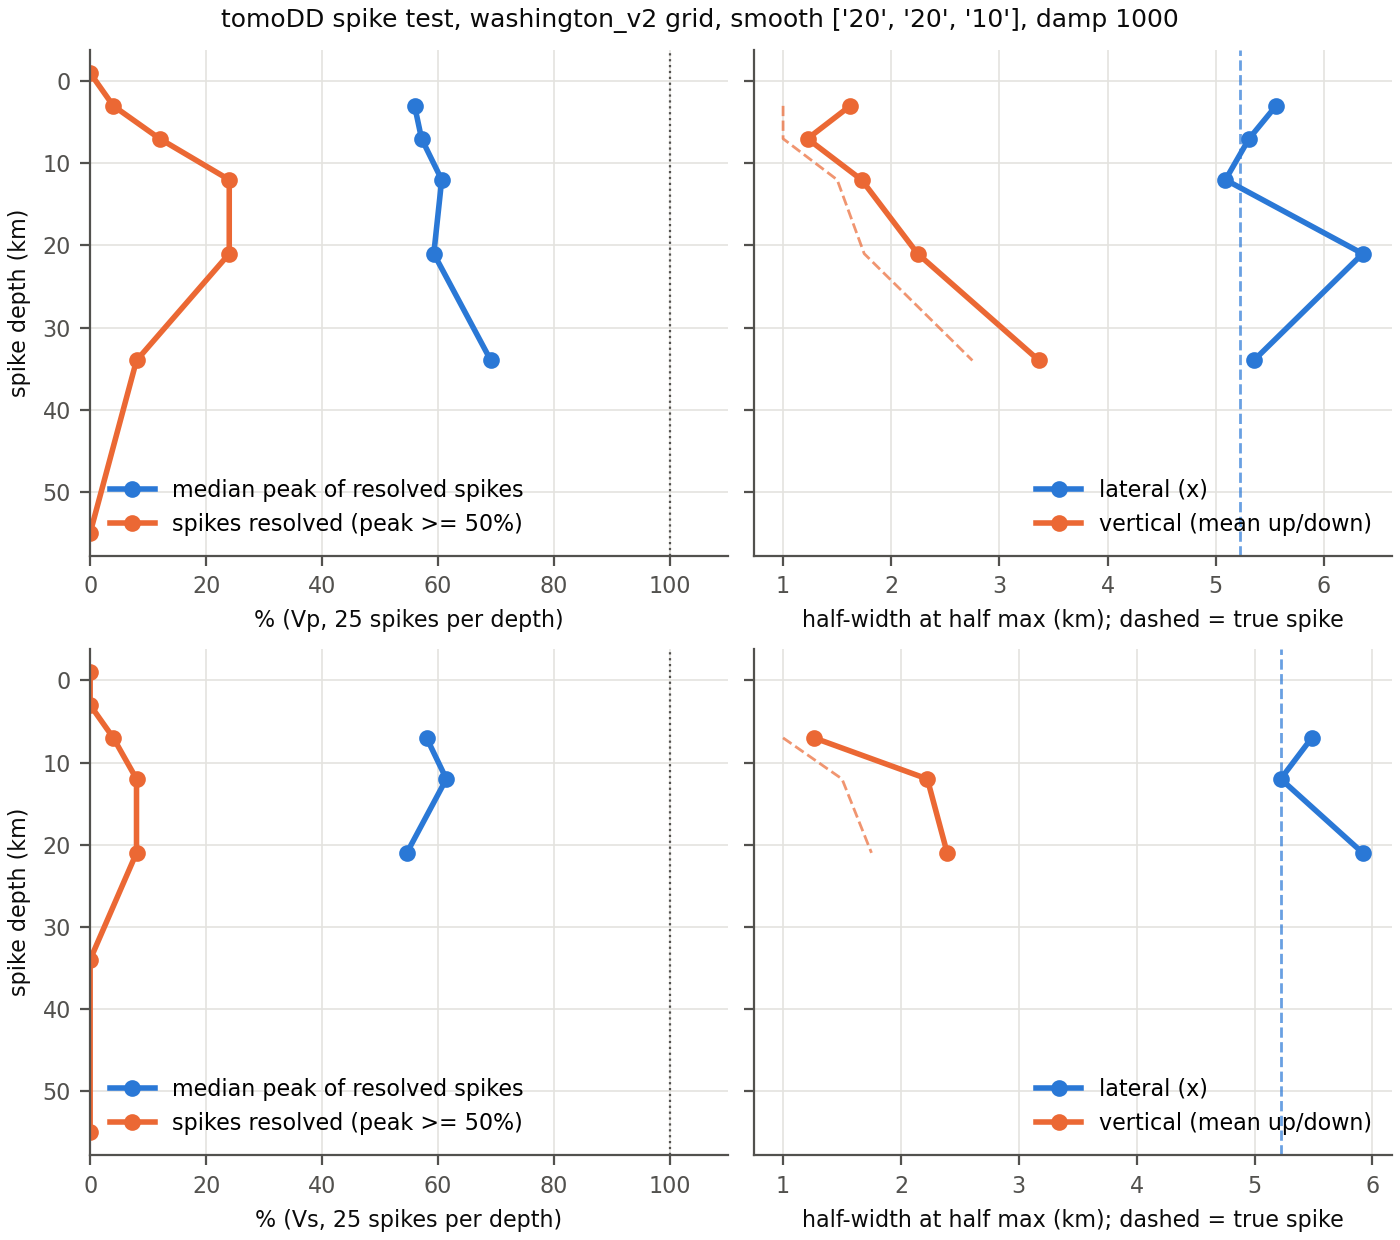 tomoDD spike test, washington_v2 grid, smooth ['20', '20', '10'], damp 1000
spike depth (km)
0
10
20
30
40
50
median peak of resolved spikes
spikes resolved (peak >= 50%)
0 20 40 60 80 100
% (Vp, 25 spikes per depth)
lateral (x)
vertical (mean up/down)
1 2 3 4 5 6
half-width at half max (km); dashed = true spike
spike depth (km)
0
10
20
30
40
50
median peak of resolved spikes
spikes resolved (peak >= 50%)
0 20 40 60 80 100
% (Vs, 25 spikes per depth)
lateral (x)
vertical (mean up/down)
1 2 3 4 5 6
half-width at half max (km); dashed = true spike